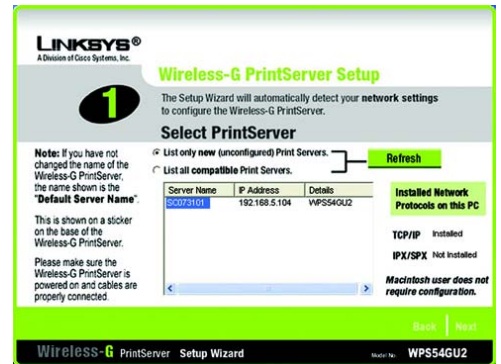 LINKSYS®
A Division of Cisco Systems, Inc.
Wireless-G PrintServer Setup
1
The Setup Wizard will automatically detect your network settings
to configure the Wireless-G PrintServer.
Select PrintServer
Note: If you have not
changed the name of the
Wireless-G PrintServer,
the name shown is the
"Default Server Name".
This is shown on a sticker
on the base of the
Wireless-G PrintServer.
Please make sure the
Wireless-G PrintServer is
powered on and cables are
properly connected.
List only new (unconfigured) Print Servers.
List all compatible Print Servers.
Refresh
Server Name IP Address Details
SC073101 192.168.5.104 WPS54GU2
Installed Network
Protocols on this PC
TCP/IP Installed
IPX/SPX Not Installed
Macintosh user does not
require configuration.
Back Next
Wireless-G PrintServer Setup Wizard Model No. WPS54GU2